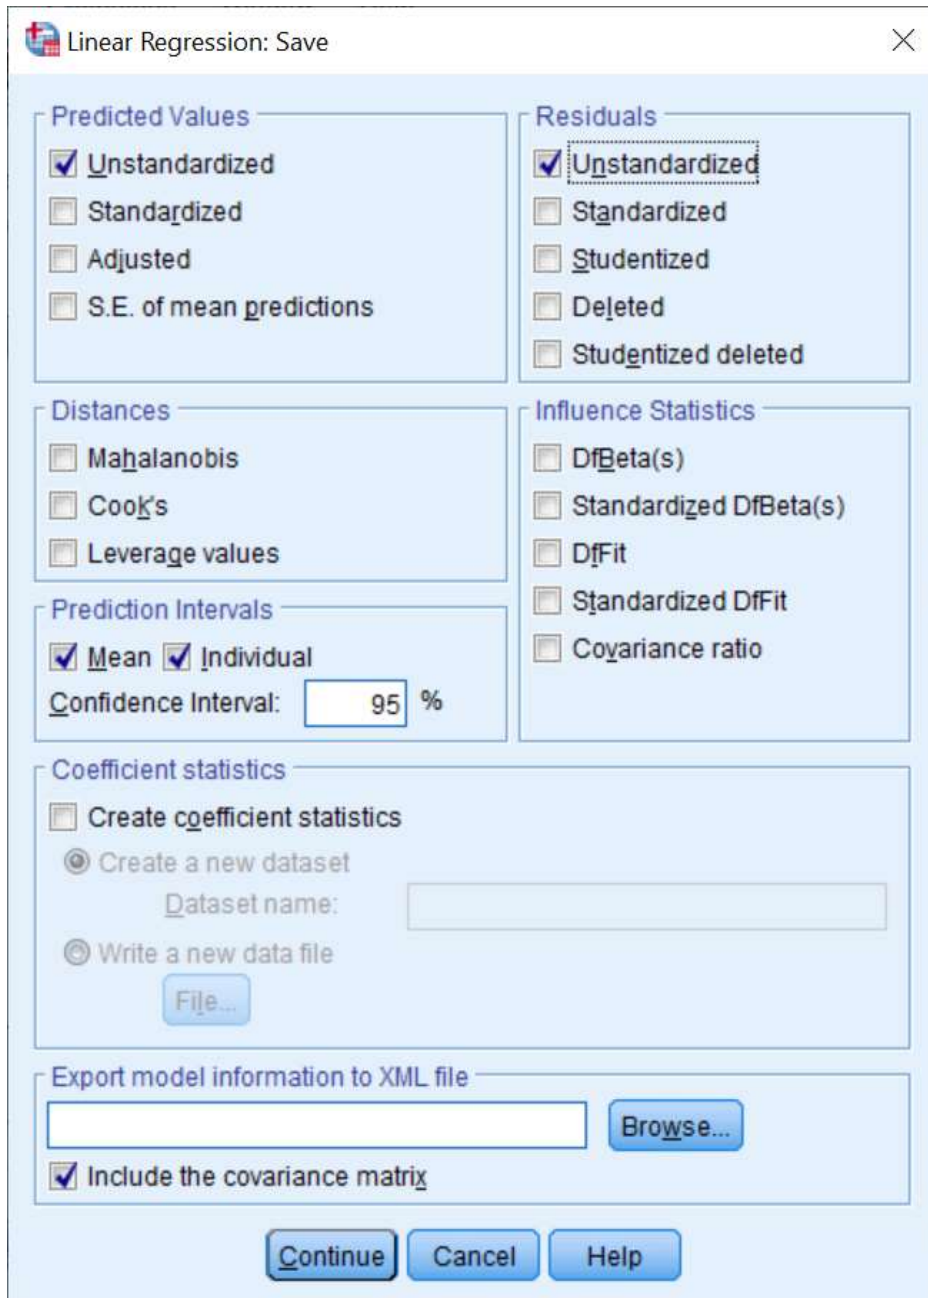 Linear Regression: Save
Predicted Values
Unstandardized
Standardized
Adjusted
S.E. of mean predictions
Residuals
Unstandardized
Standardized
Studentized
Deleted
Studentized deleted
Distances
Mahalanobis
Cook's
Leverage values
Influence Statistics
DfBeta(s)
Standardized DfBeta(s)
DfFit
Standardized DfFit
Covariance ratio
Prediction Intervals
Mean Individual
Confidence Interval: 95 %
Coefficient statistics
Create coefficient statistics
Create a new dataset
Dataset name:
Write a new data file
File...
Export model information to XML file
Browse...
Include the covariance matrix
Continue Cancel Help